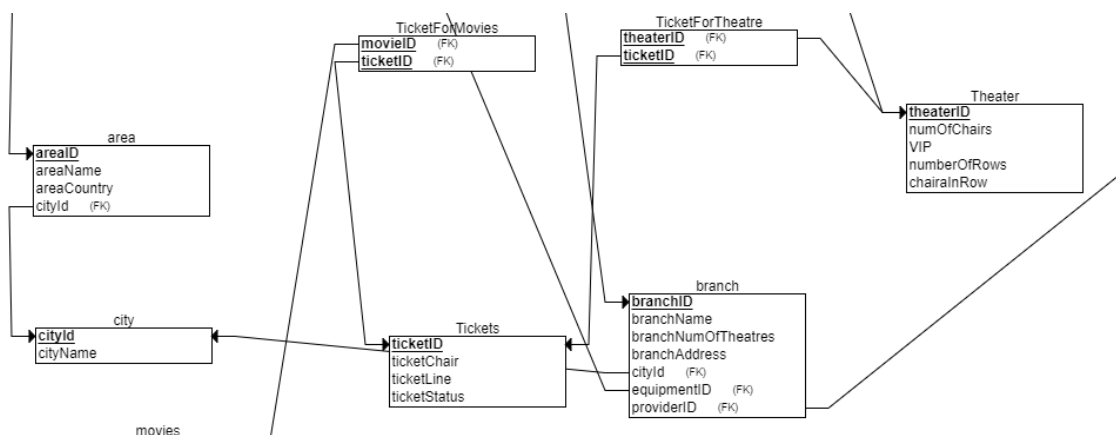 TicketForMovies
movieID (FK)
ticketID (FK)
TicketForTheatre
theaterID (FK)
ticketID (FK)
Theater
theaterID
numOfChairs
VIP
numberOfRows
chairaInRow
area
areaID
areaName
areaCountry
cityId (FK)
city
cityId
cityName
Tickets
ticketID
ticketChair
ticketLine
ticketStatus
branch
branchID
branchName
branchNumOfTheatres
branchAddress
cityId (FK)
equipmentID (FK)
providerID (FK)
movies